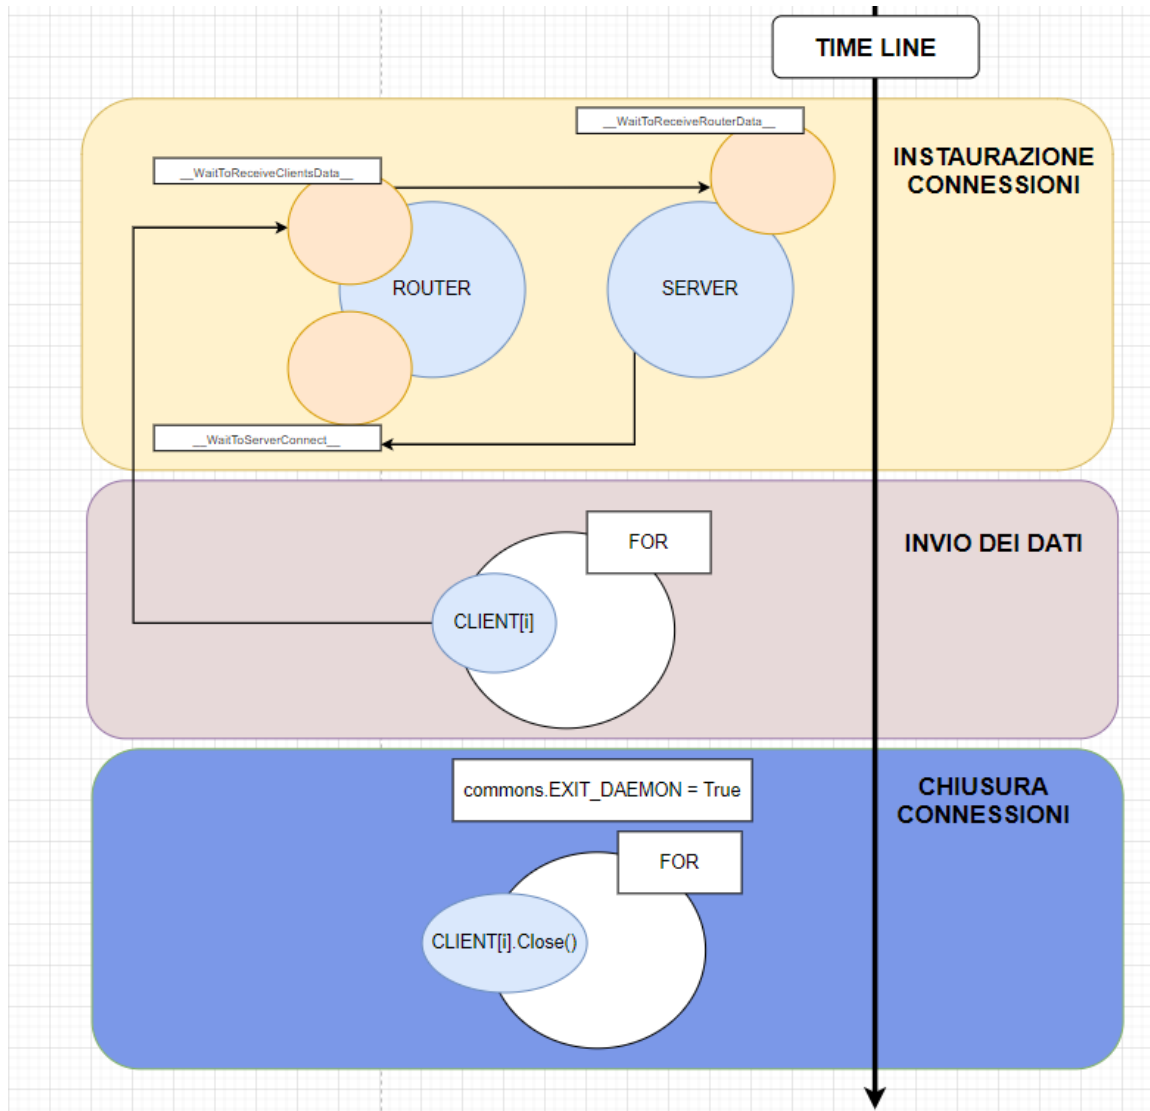 TIME LINE
__WaitToReceiveRouterData__
INSTAURAZIONE
CONNESSIONI
__WaitToReceiveClientsData__
ROUTER
SERVER
__WaitToServerConnect__
FOR
INVIO DEI DATI
CLIENT[i]
commons.EXIT_DAEMON = True
CHIUSURA
CONNESSIONI
FOR
CLIENT[i].Close()